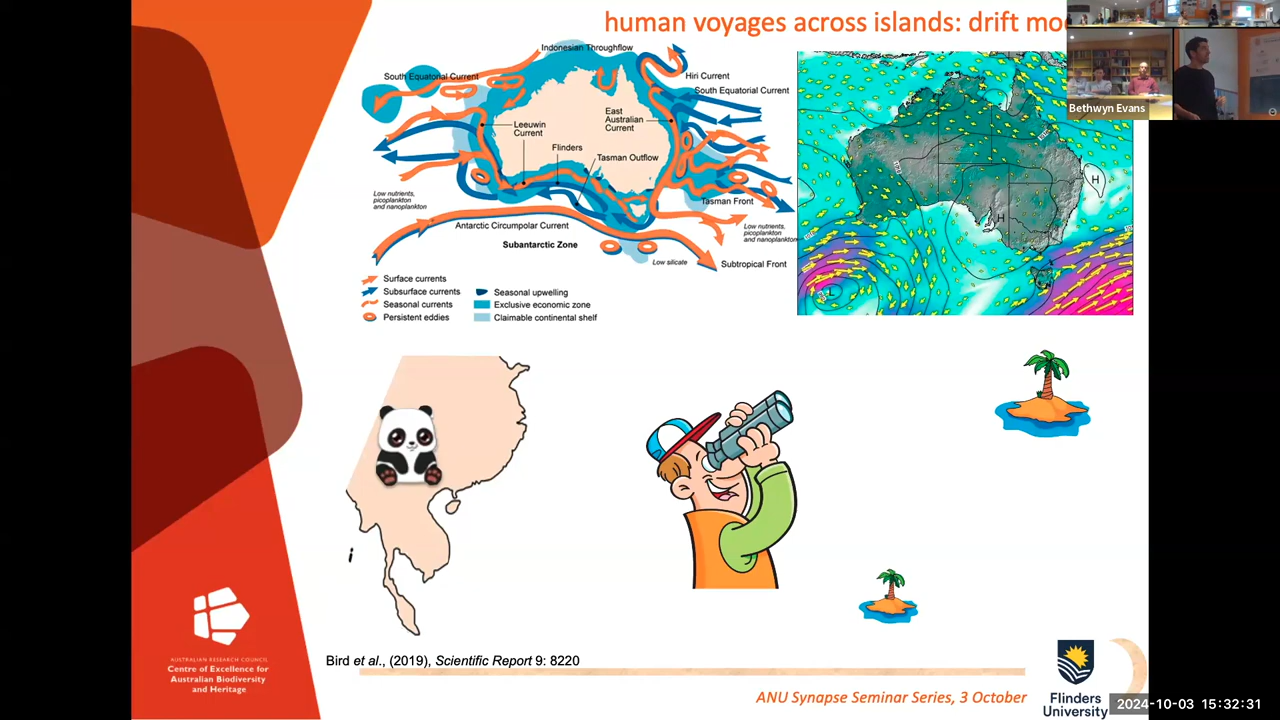 human voyages across islands: drift mo
Bethwyn Evans
Indonesian Throughflow
South Equatorial Current
Hiri Current
South Equatorial Current
East
Australian
Current
Leeuwin
Current
Flinders
Tasman Outflow
Low nutrients,
picoplankton
and nanoplankton
Tasman Front
Antarctic Circumpolar Current
Low nutrients,
picoplankton
and nanoplankton
Subantarctic Zone
Low silicate
Subtropical Front
Surface currents
Subsurface currents
Seasonal currents
Persistent eddies
Seasonal upwelling
Exclusive economic zone
Claimable continental shelf
H
H
i
AUSTRALIAN RESEARCH COUNCIL
Centre of Excellence for
Australian Biodiversity
and Heritage
Bird et al., (2019), Scientific Report 9: 8220
ANU Synapse Seminar Series, 3 October
Flinders
University
2024-10-03 15:32:31